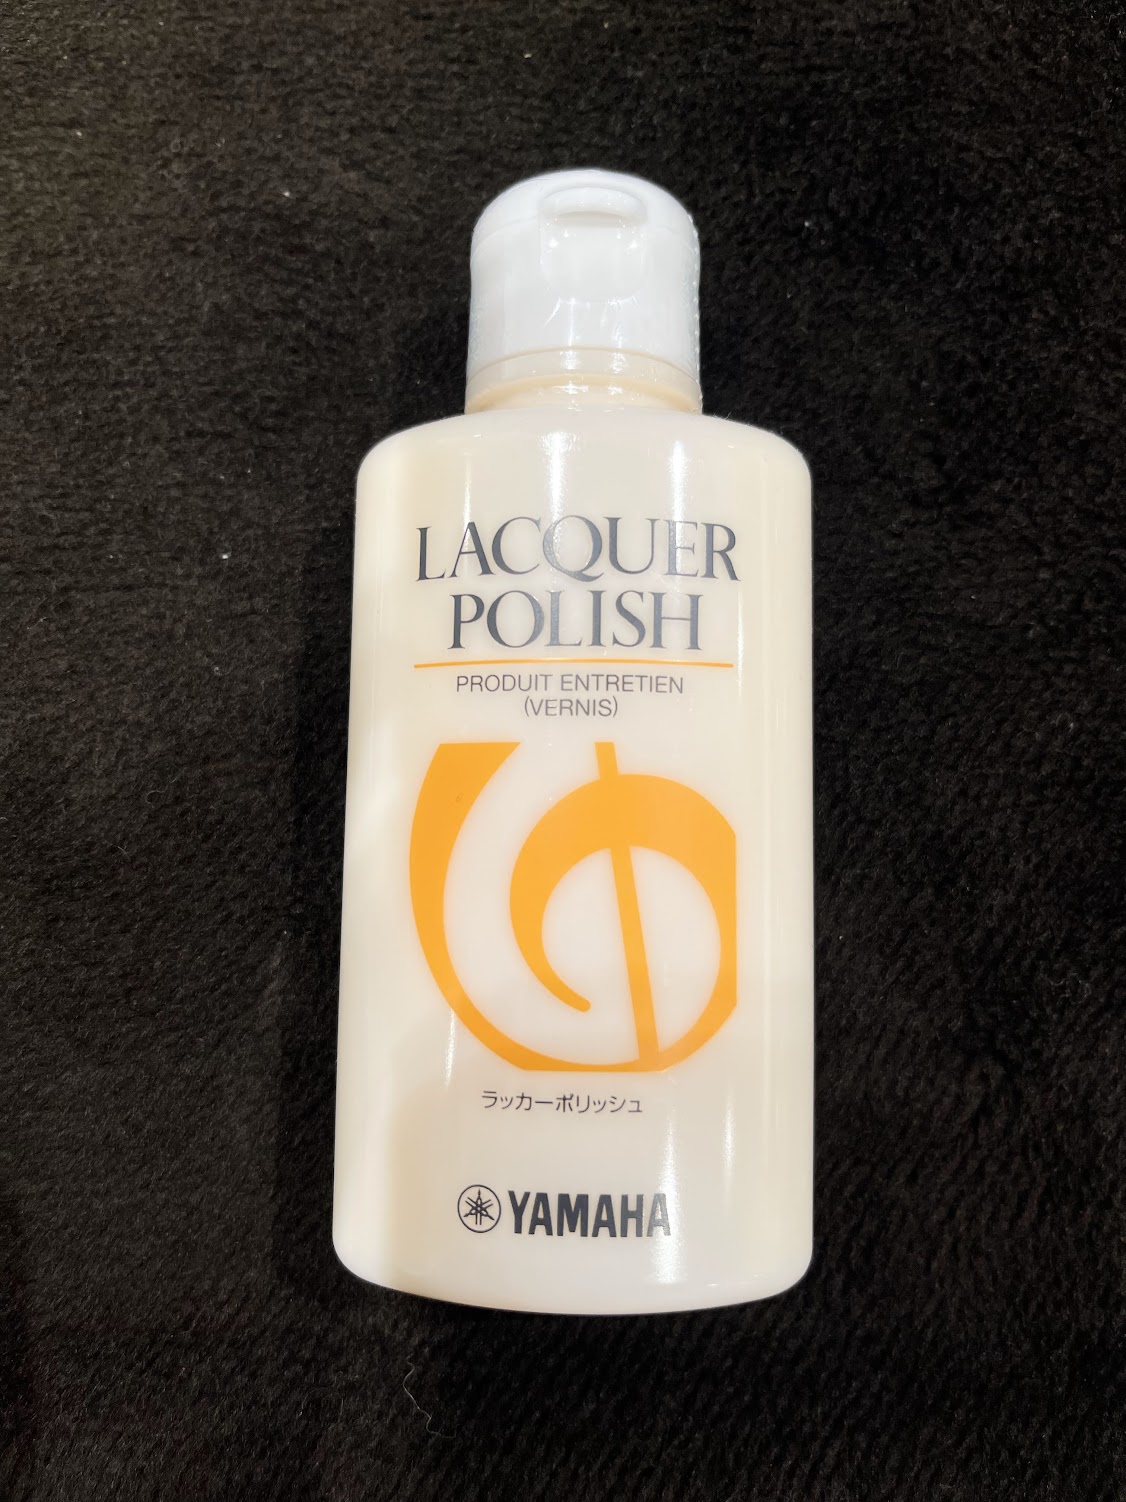 LACQUER
POLISH
PRODUIT ENTRETIEN
(VERNIS)
ラッカーポリッシュ
YAMAHA